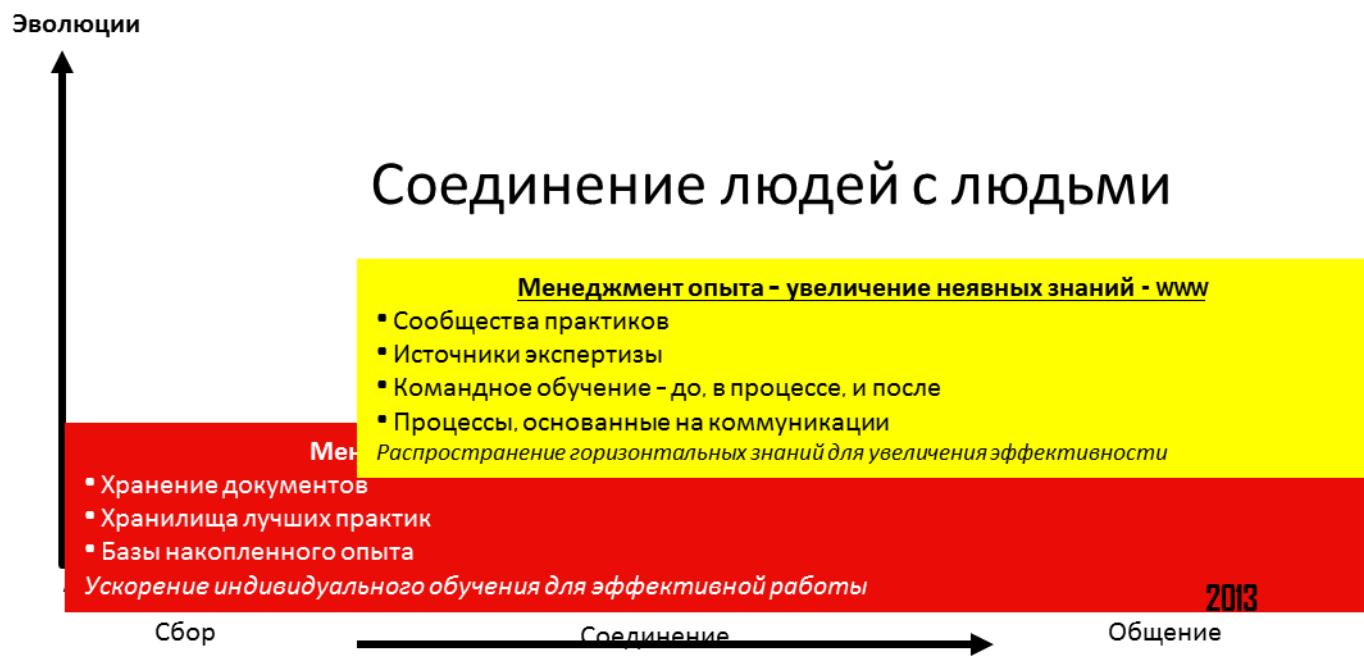 Эволюции
Соединение людей с людьми
Менеджмент опыта – увеличение неявных знаний - www
▪ Сообщества практиков
▪ Источники экспертизы
▪ Командное обучение – до, в процессе, и после
▪ Процессы, основанные на коммуникации
Распространение горизонтальных знаний для увеличения эффективности
▪ Хранение документов
▪ Хранилища лучших практик
▪ Базы накопленного опыта
Ускорение индивидуального обучения для эффективной работы
2013
Сбор Соединение Общение